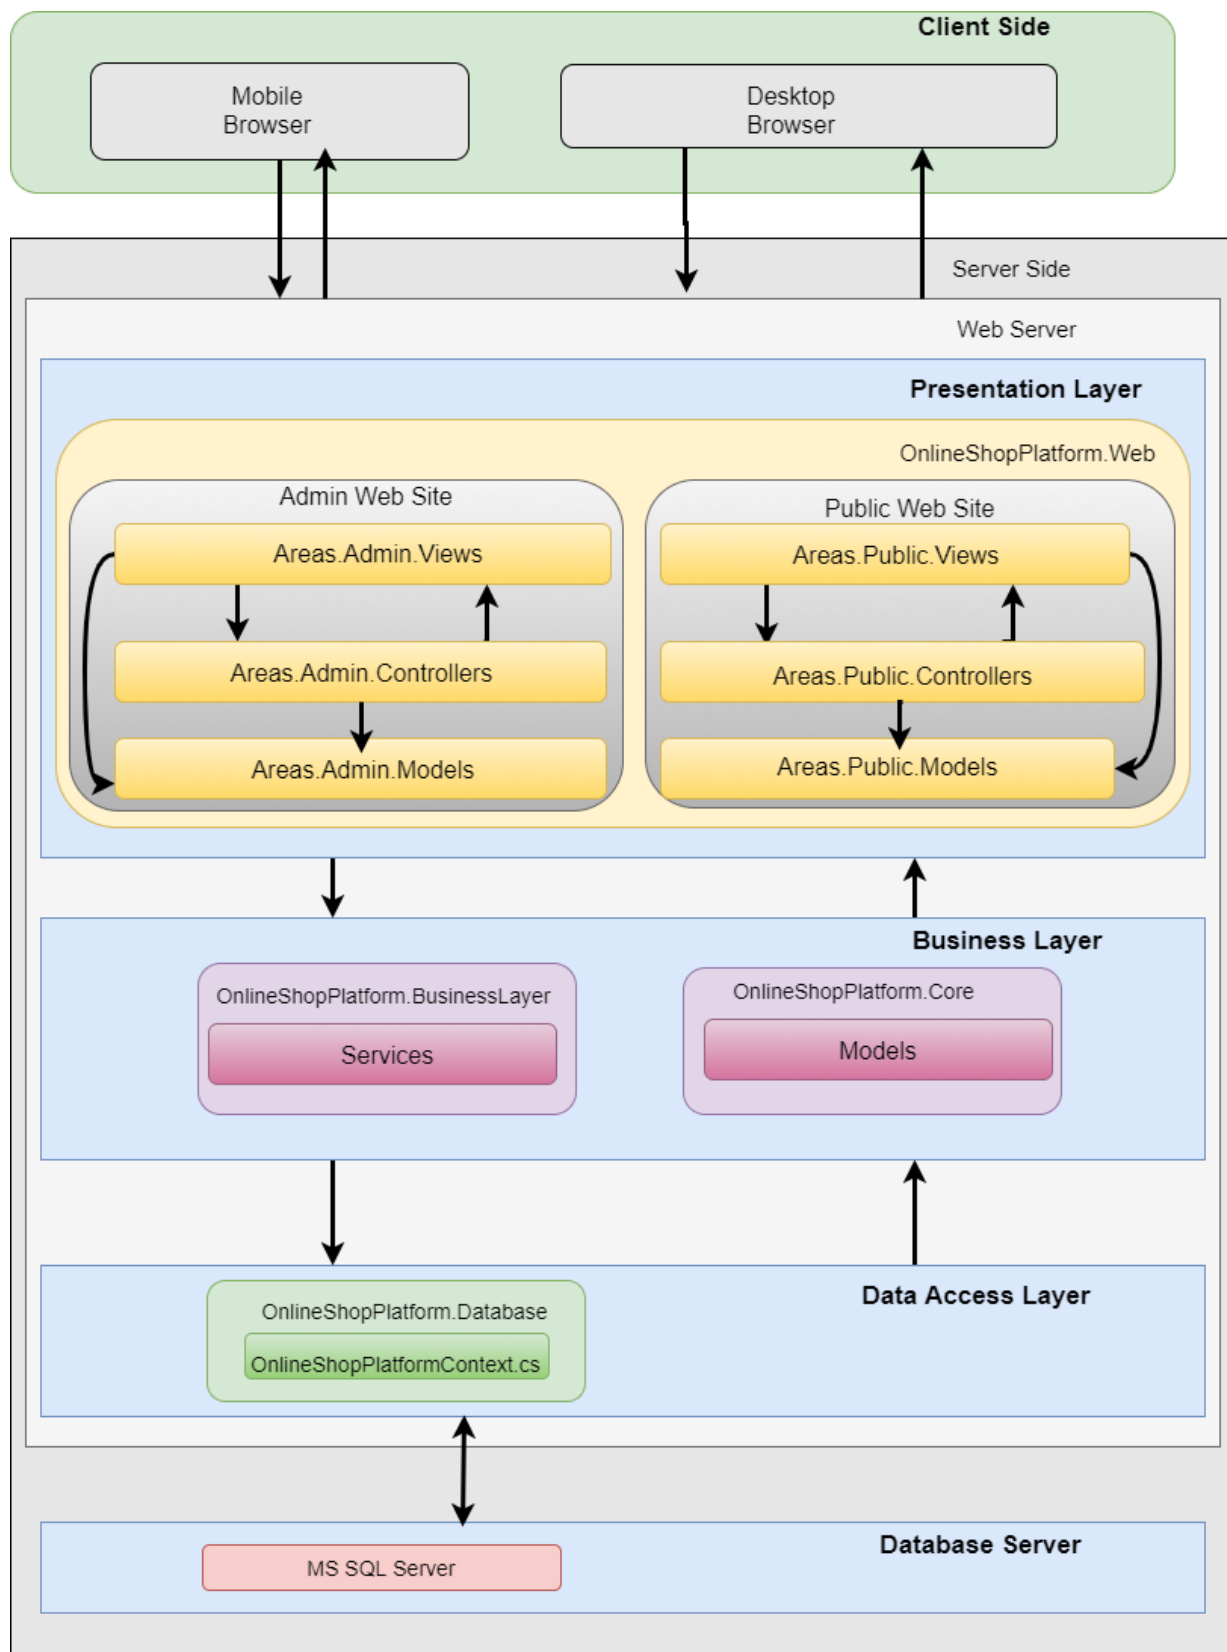 Client Side
Mobile
Browser
Desktop
Browser
Server Side
Web Server
Presentation Layer
OnlineShopPlatform.Web
Admin Web Site
Areas.Admin.Views
Areas.Admin.Controllers
Areas.Admin.Models
Public Web Site
Areas.Public.Views
Areas.Public.Controllers
Areas.Public.Models
Business Layer
OnlineShopPlatform.BusinessLayer
Services
OnlineShopPlatform.Core
Models
Data Access Layer
OnlineShopPlatform.Database
OnlineShopPlatformContext.cs
Database Server
MS SQL Server